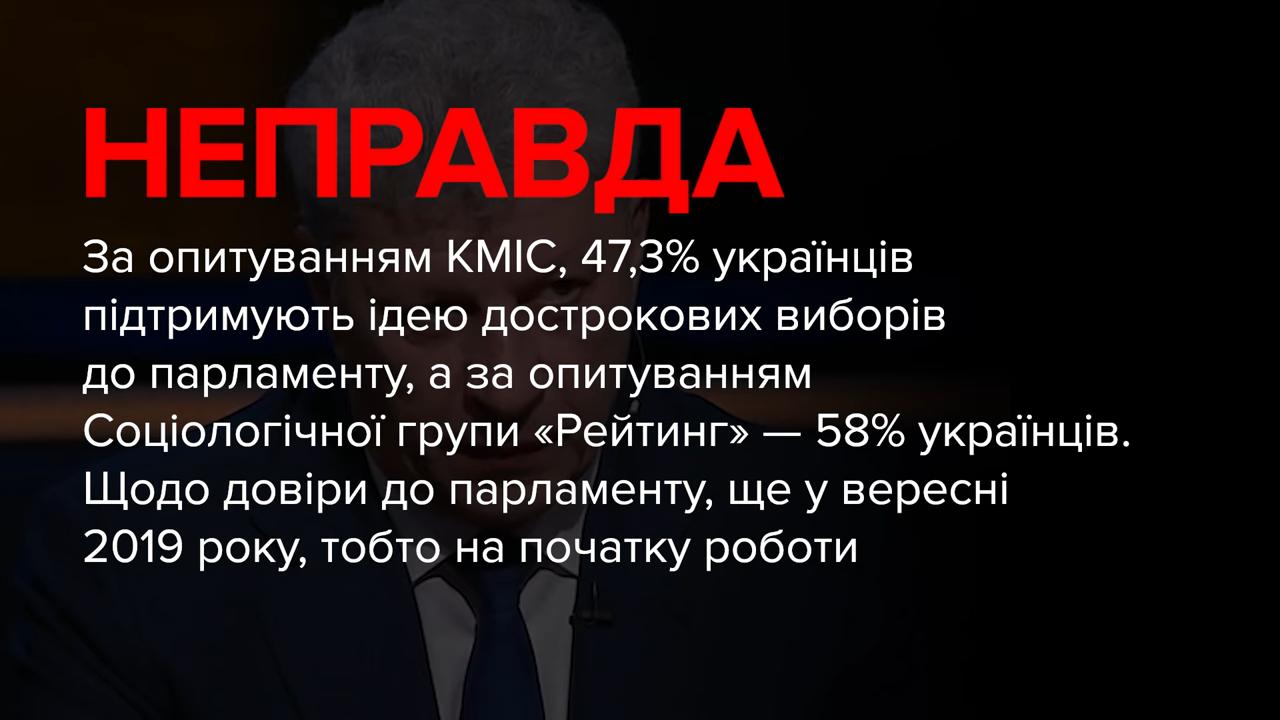 НЕПРАВДА
За опитуванням КМІС, 47,3% українців
підтримують ідею дострокових виборів
до парламенту, а за опитуванням
Соціологічної групи «Рейтинг» — 58% українців.
Щодо довіри до парламенту, ще у вересні
2019 року, тобто на початку роботи